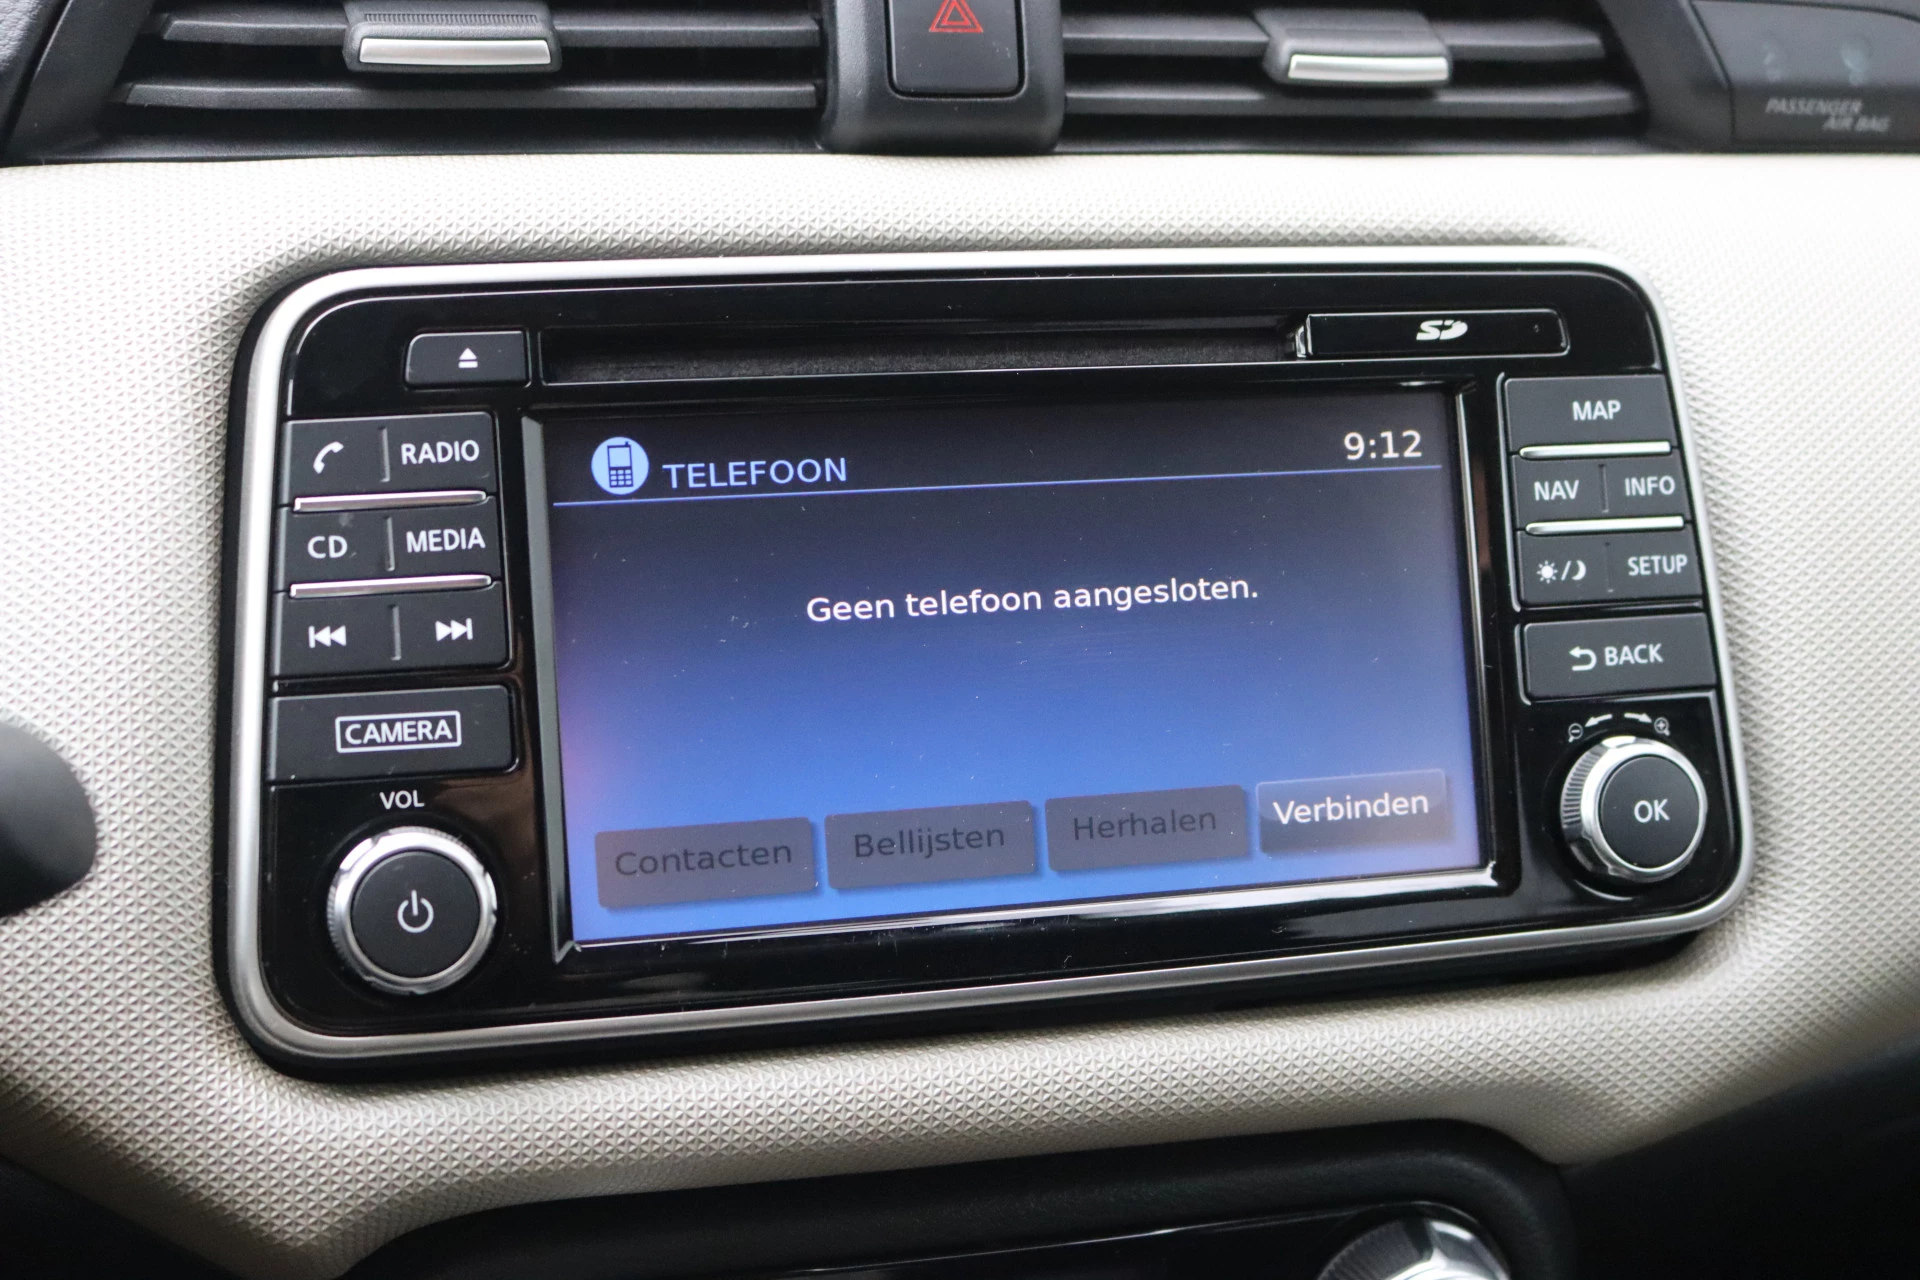 PASSENGER
AIR BAG
SD
RADIO
MAP
CD
MEDIA
NAV
INFO
SETUP
BACK
CAMERA
VOL
OK
TELEFOON
9:12
Geen telefoon aangesloten.
Contacten
Bellijsten
Herhalen
Verbinden